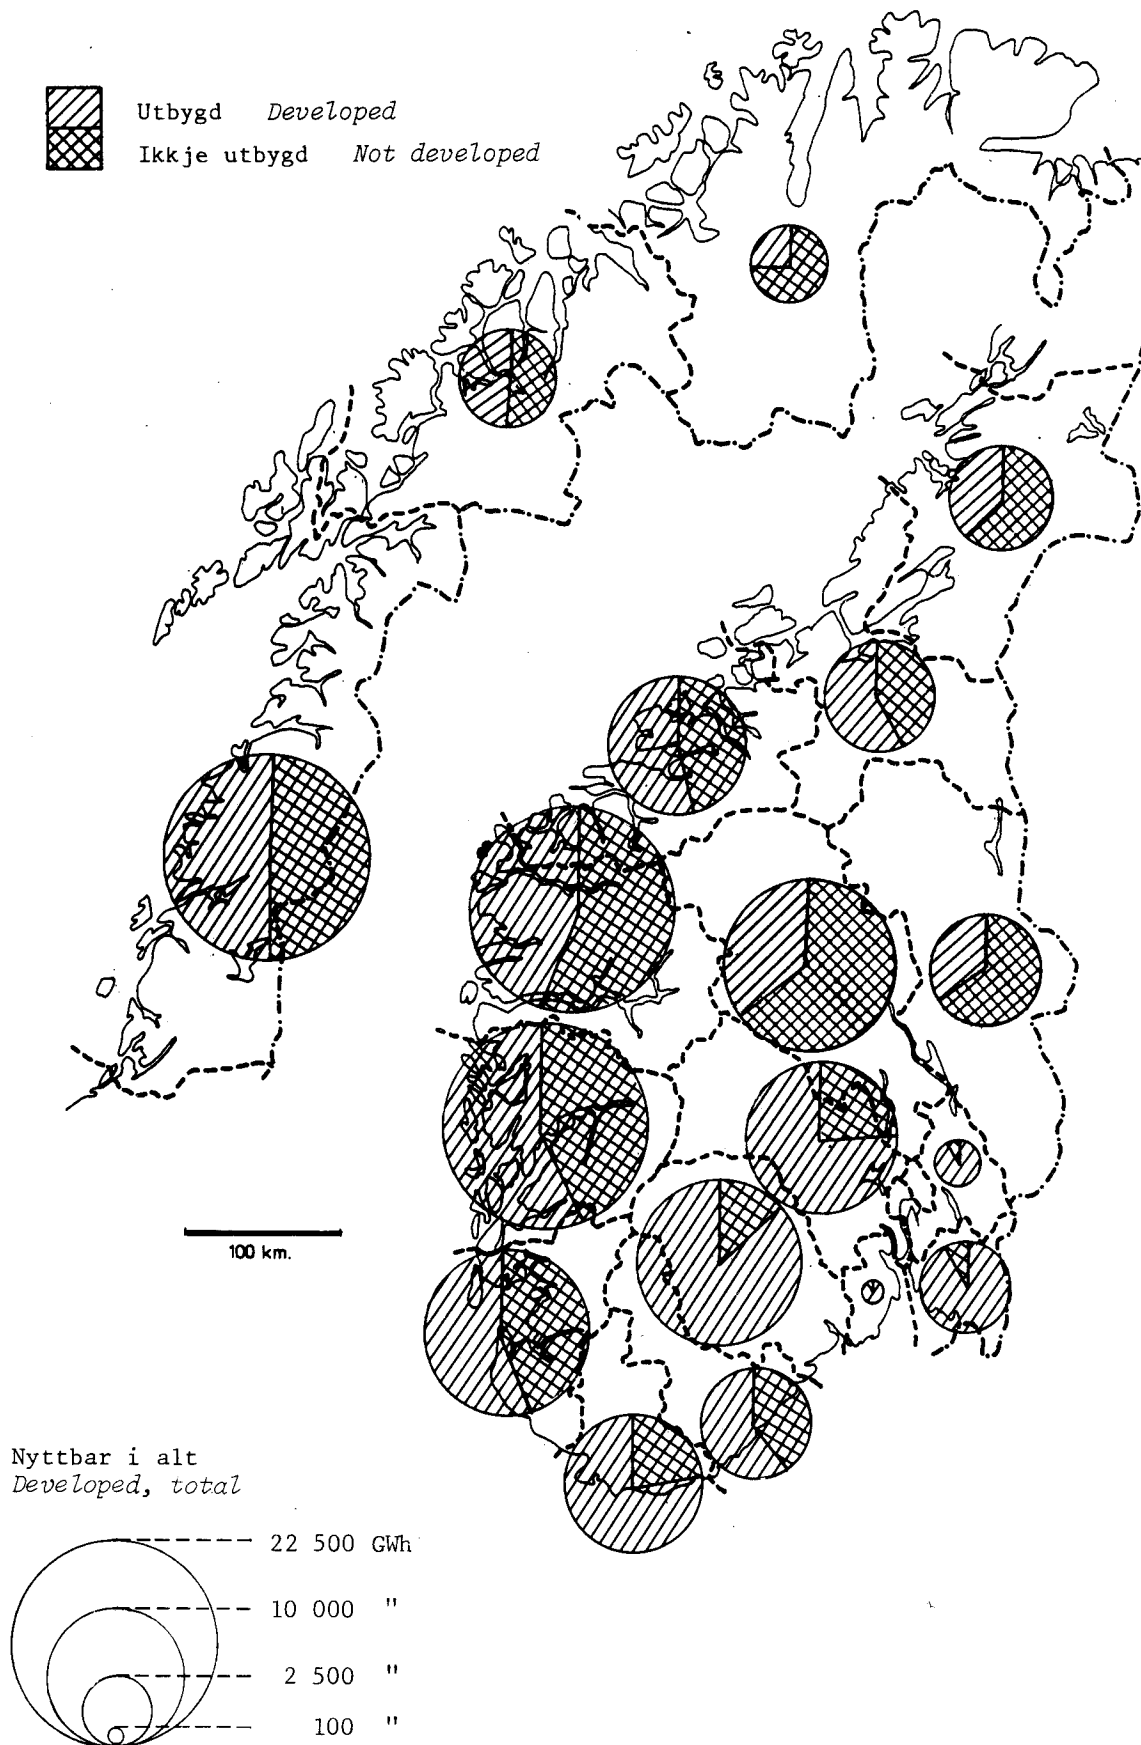 Utbygd Developed
Ikkje utbygd Not developed
100 km.
Nyttbar i alt
Developed, total
22 500 GWh
10 000 "
2 500 "
100 "